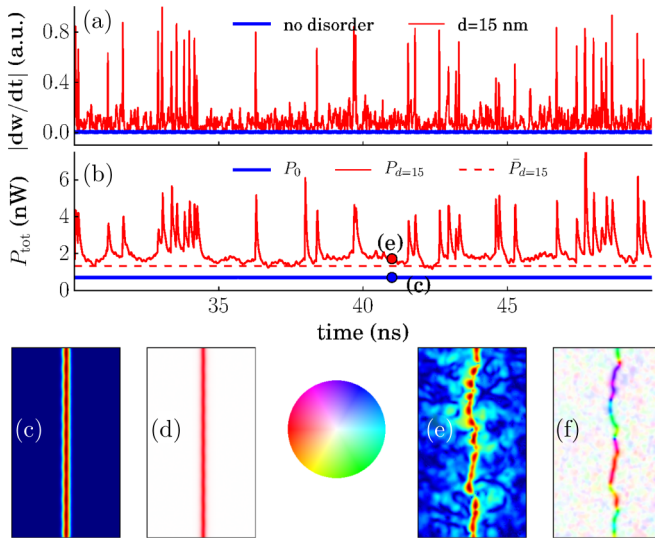 (a) no disorder d=15 nm
|dw/dt| (a.u.)
0.8
0.4
0.0
(b) P_0 P_{d=15} P̄_{d=15}
P_tot (nW)
6
4
2
0
(e)
(c)
35 40 45
time (ns)
(c) (d) (e) (f)